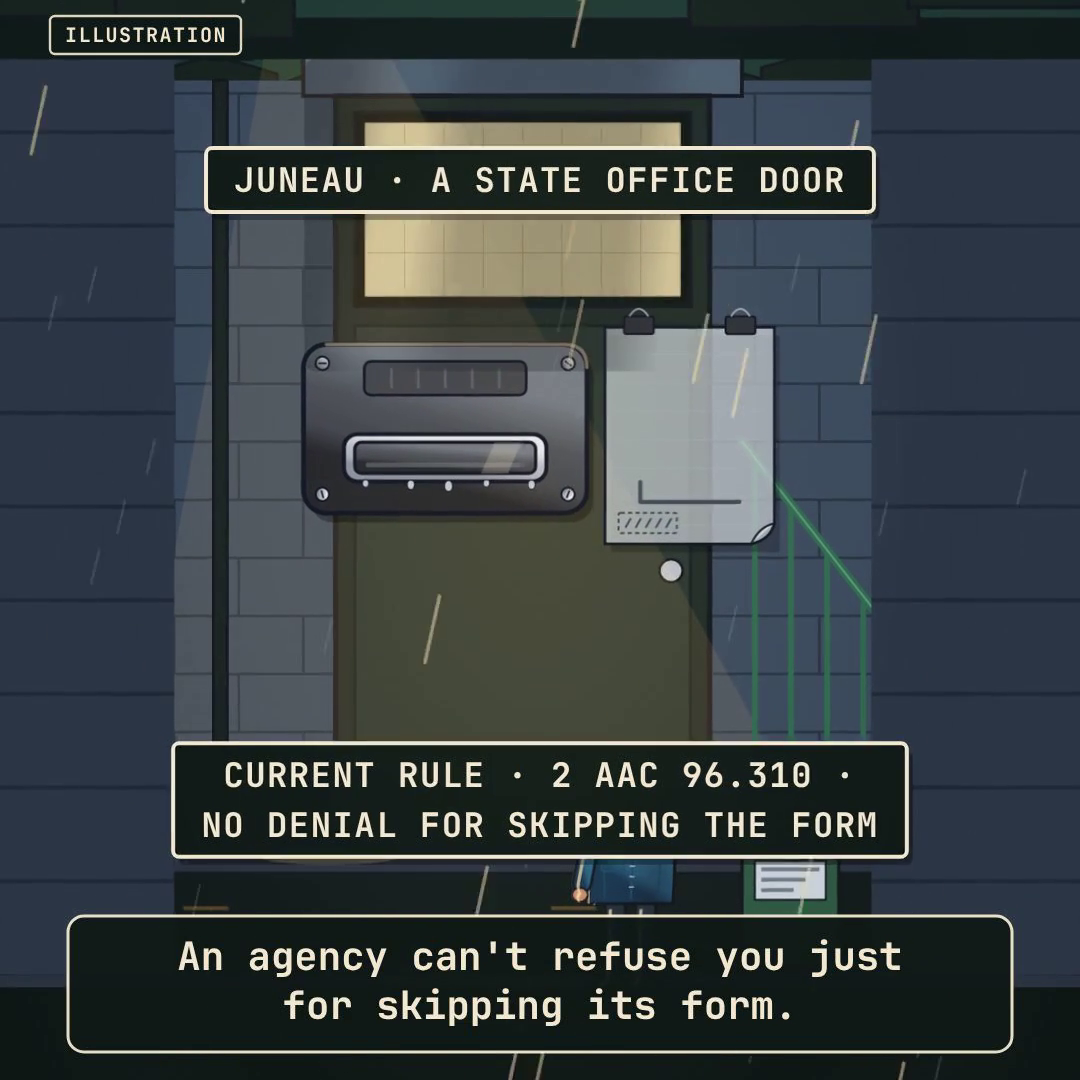 ILLUSTRATION
JUNEAU · A STATE OFFICE DOOR
CURRENT RULE · 2 AAC 96.310 ·
NO DENIAL FOR SKIPPING THE FORM
An agency can't refuse you just
for skipping its form.